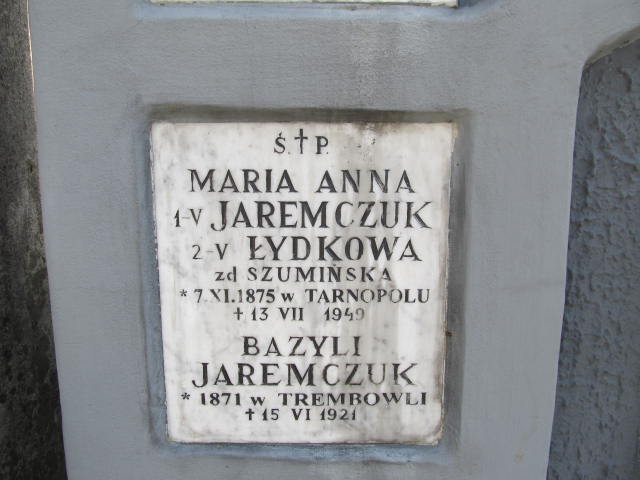 Ś.†P.
MARIA ANNA
1-V JAREMCZUK
2-V ŁYDKOWA
zd SZUMIŃSKA
* 7.XI.1875 w TARNOPOLU
† 13 VII 1949
BAZYLI
JAREMCZUK
* 1871 w TREMBOWLI
† 15 VI 1921